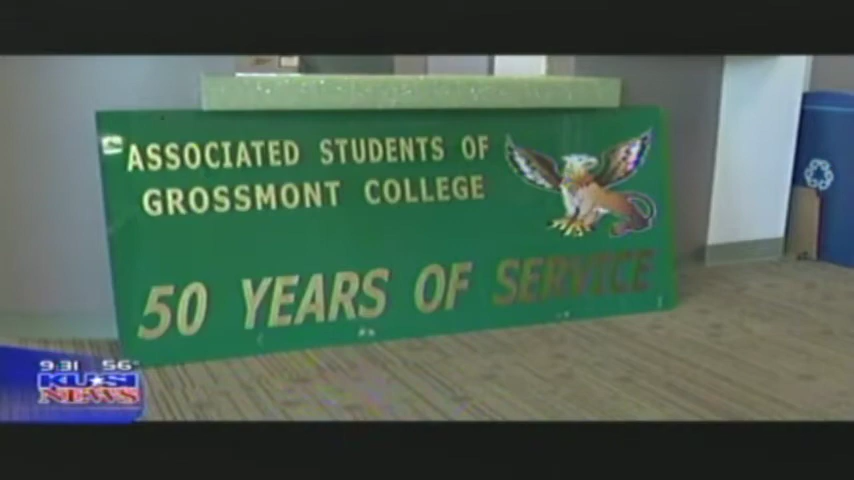 ASSOCIATED STUDENTS OF
GROSSMONT COLLEGE
50 YEARS OF SERVICE
9:31 56°
KUSI
NEWS